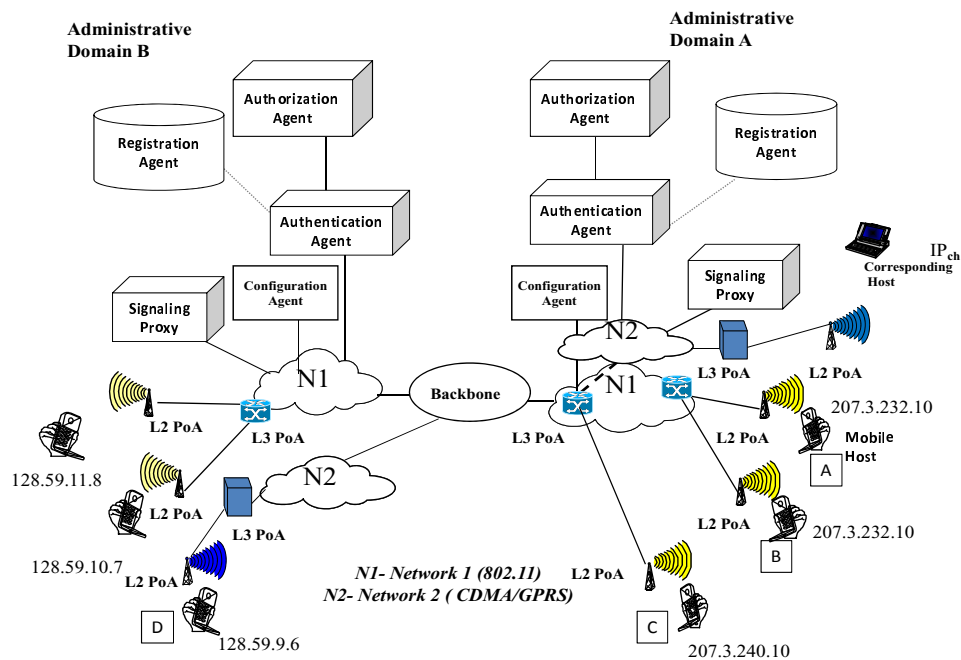 Administrative
Domain B
Administrative
Domain A
Authorization
Agent
Authorization
Agent
Registration
Agent
Registration
Agent
Authentication
Agent
Authentication
Agent
IPch
Corresponding
Host
Configuration
Agent
Configuration
Agent
Signaling
Proxy
Signaling
Proxy
N2
N1
N1
L3 PoA
L2 PoA
Backbone
L2 PoA
L3 PoA
L3 PoA
207.3.232.10
L2 PoA
Mobile
Host
A
128.59.11.8
N2
L2 PoA
L3 PoA
L2 PoA
207.3.232.10
B
128.59.10.7
L2 PoA
N1- Network 1 (802.11)
N2- Network 2 ( CDMA/GPRS)
L2 PoA
D
128.59.9.6
C
207.3.240.10